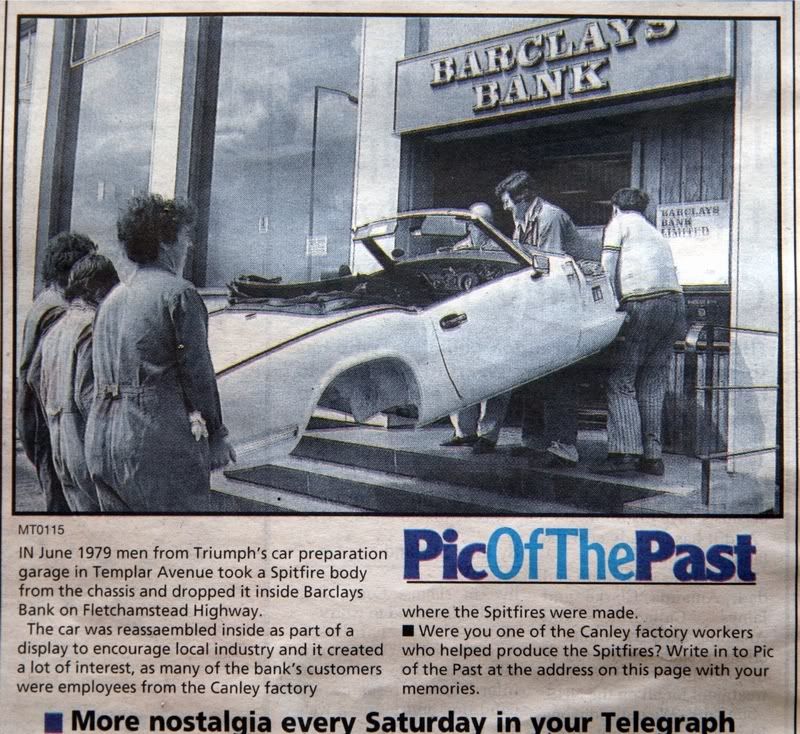 BARCLAYS
BANK
BARCLAYS
BANK
LIMITED
MT0115
IN June 1979 men from Triumph's car preparation
garage in Templar Avenue took a Spitfire body
from the chassis and dropped it inside Barclays
Bank on Fletchamstead Highway.
The car was reassembled inside as part of a
display to encourage local industry and it created
a lot of interest, as many of the bank's customers
were employees from the Canley factory
PicOfThePast
where the Spitfires were made.
■ Were you one of the Canley factory workers
who helped produce the Spitfires? Write in to Pic
of the Past at the address on this page with your
memories.
■ More nostalgia every Saturday in your Telegraph